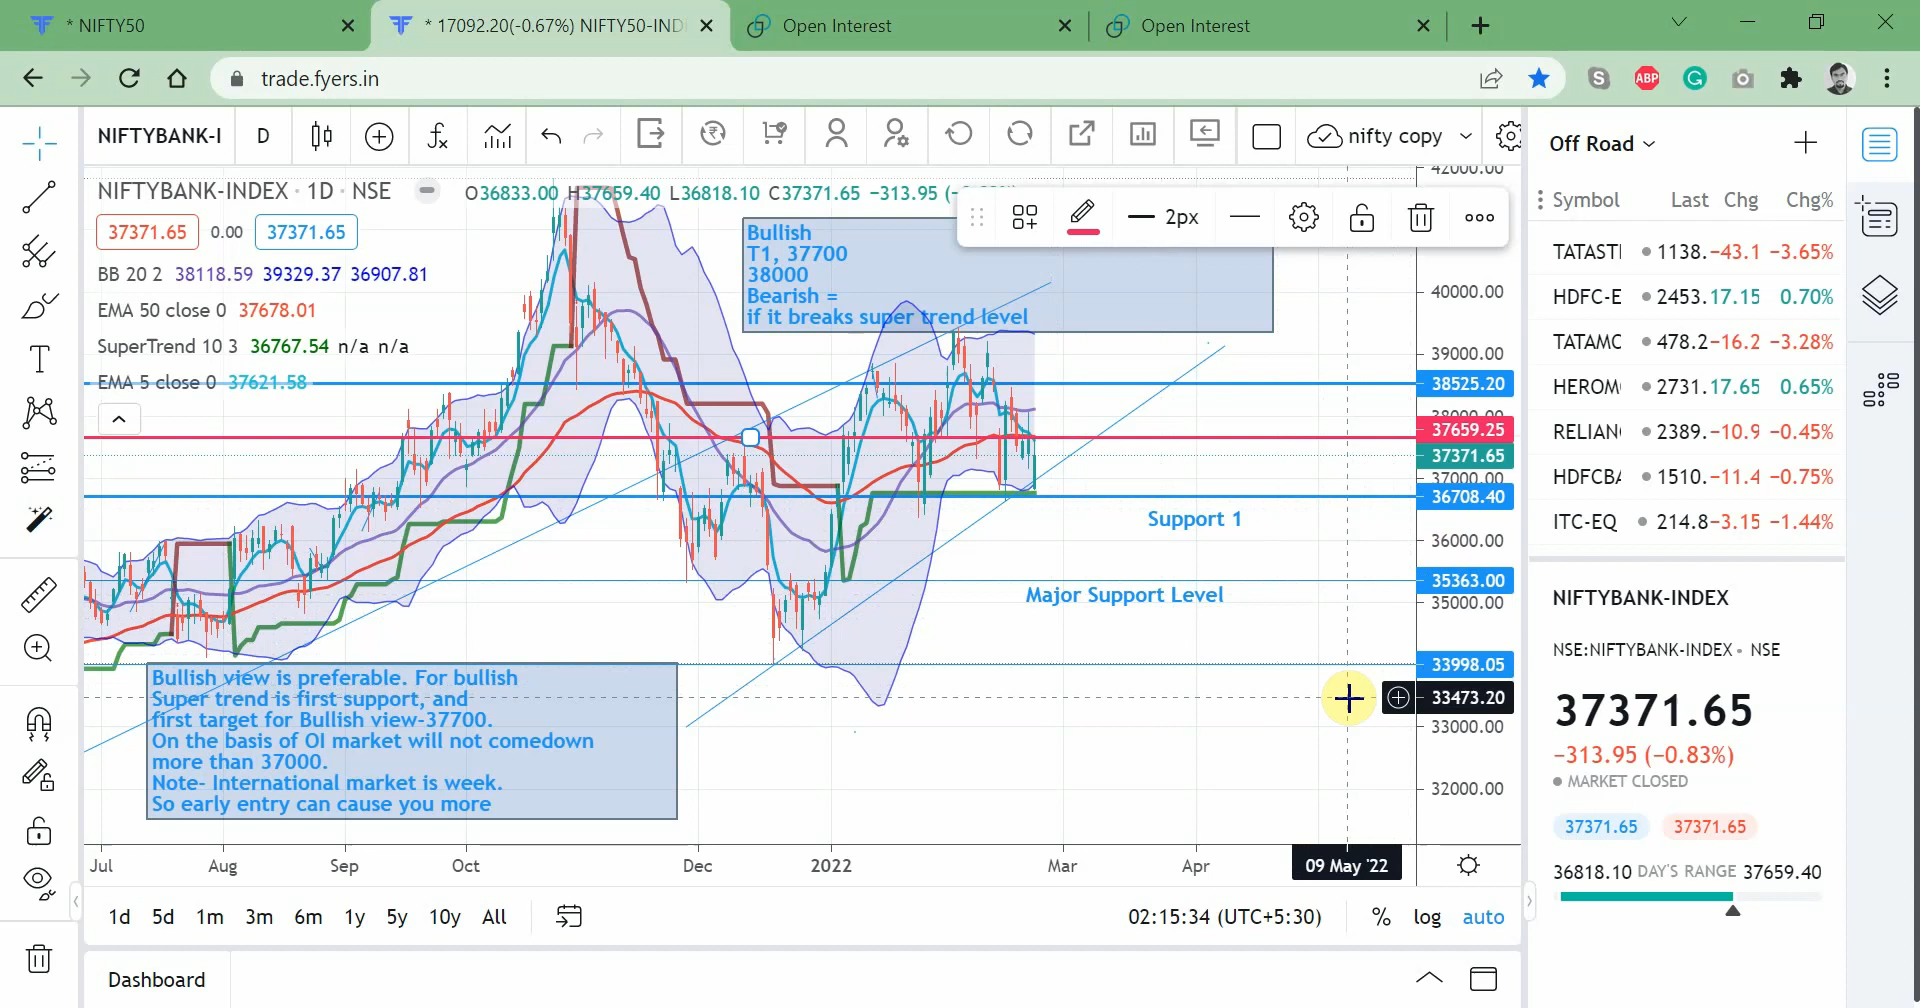 * NIFTY50
* 17092.20(-0.67%) NIFTY50-IND
Open Interest
Open Interest
trade.fyers.in
ABP
NIFTYBANK-I
D
nifty copy
Off Road
NIFTYBANK-INDEX · 1D · NSE
O36833.00 H37659.40 L36818.10 C37371.65 −313.95
2px
37371.65 0.00 37371.65
BB 20 2 38118.59 39329.37 36907.81
EMA 50 close 0 37678.01
SuperTrend 10 3 36767.54 n/a n/a
EMA 5 close 0 37621.58
Bullish
T1, 37700
38000
Bearish =
if it breaks super trend level
Support 1
Major Support Level
Bullish view is preferable. For bullish
Super trend is first support, and
first target for Bullish view-37700.
On the basis of OI market will not comedown
more than 37000.
Note- International market is week.
So early entry can cause you more
42000.00
40000.00
39000.00
38525.20
38000.00
37659.25
37371.65
37000.00
36708.40
36000.00
35363.00
35000.00
33998.05
33473.20
33000.00
32000.00
Jul Aug Sep Oct Dec 2022 Mar Apr 09 May '22
1d 5d 1m 3m 6m 1y 5y 10y All
02:15:34 (UTC+5:30) % log auto
Dashboard
Symbol Last Chg Chg%
TATASTI 1138. −43.1 −3.65%
HDFC-E 2453. 17.15 0.70%
TATAMC 478.2 −16.2 −3.28%
HEROM 2731. 17.65 0.65%
RELIAN 2389. −10.9 −0.45%
HDFCBA 1510. −11.4 −0.75%
ITC-EQ 214.8 −3.15 −1.44%
NIFTYBANK-INDEX
NSE:NIFTYBANK-INDEX • NSE
37371.65
−313.95 (−0.83%)
MARKET CLOSED
37371.65 37371.65
36818.10 DAY'S RANGE 37659.40